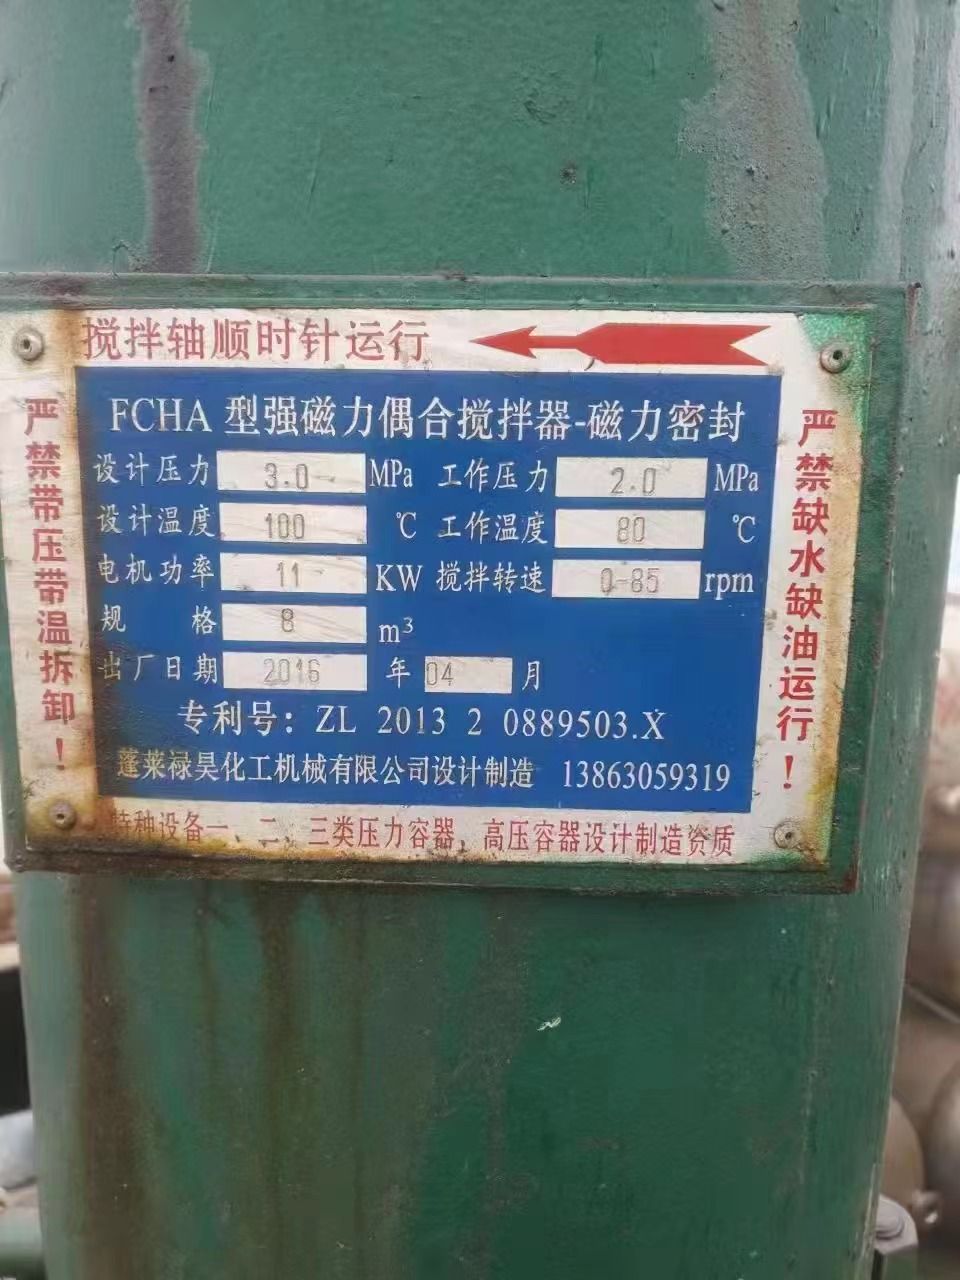 搅拌轴顺时针运行
严禁带压带温拆卸！
FCHA 型强磁力偶合搅拌器-磁力密封
设计压力 3.0 MPa 工作压力 2.0 MPa
设计温度 100 ℃ 工作温度 80 ℃
电机功率 11 KW 搅拌转速 0-85 rpm
规 格 8 m³
出厂日期 2016 年 04 月
专利号：ZL 2013 2 0889503.X
蓬莱禄昊化工机械有限公司设计制造 13863059319
严禁缺水缺油运行！
特种设备一、二、三类压力容器，高压容器设计制造资质